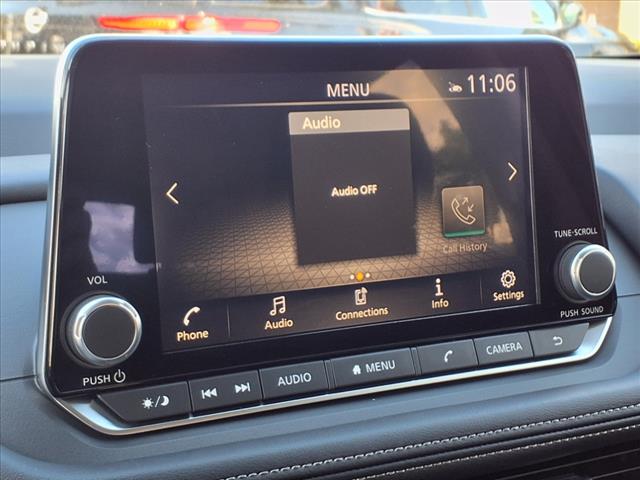 MENU
11:06
Audio
Audio OFF
Call History
Phone
Audio
Connections
Info
Settings
VOL
PUSH
TUNE·SCROLL
PUSH SOUND
AUDIO
MENU
CAMERA